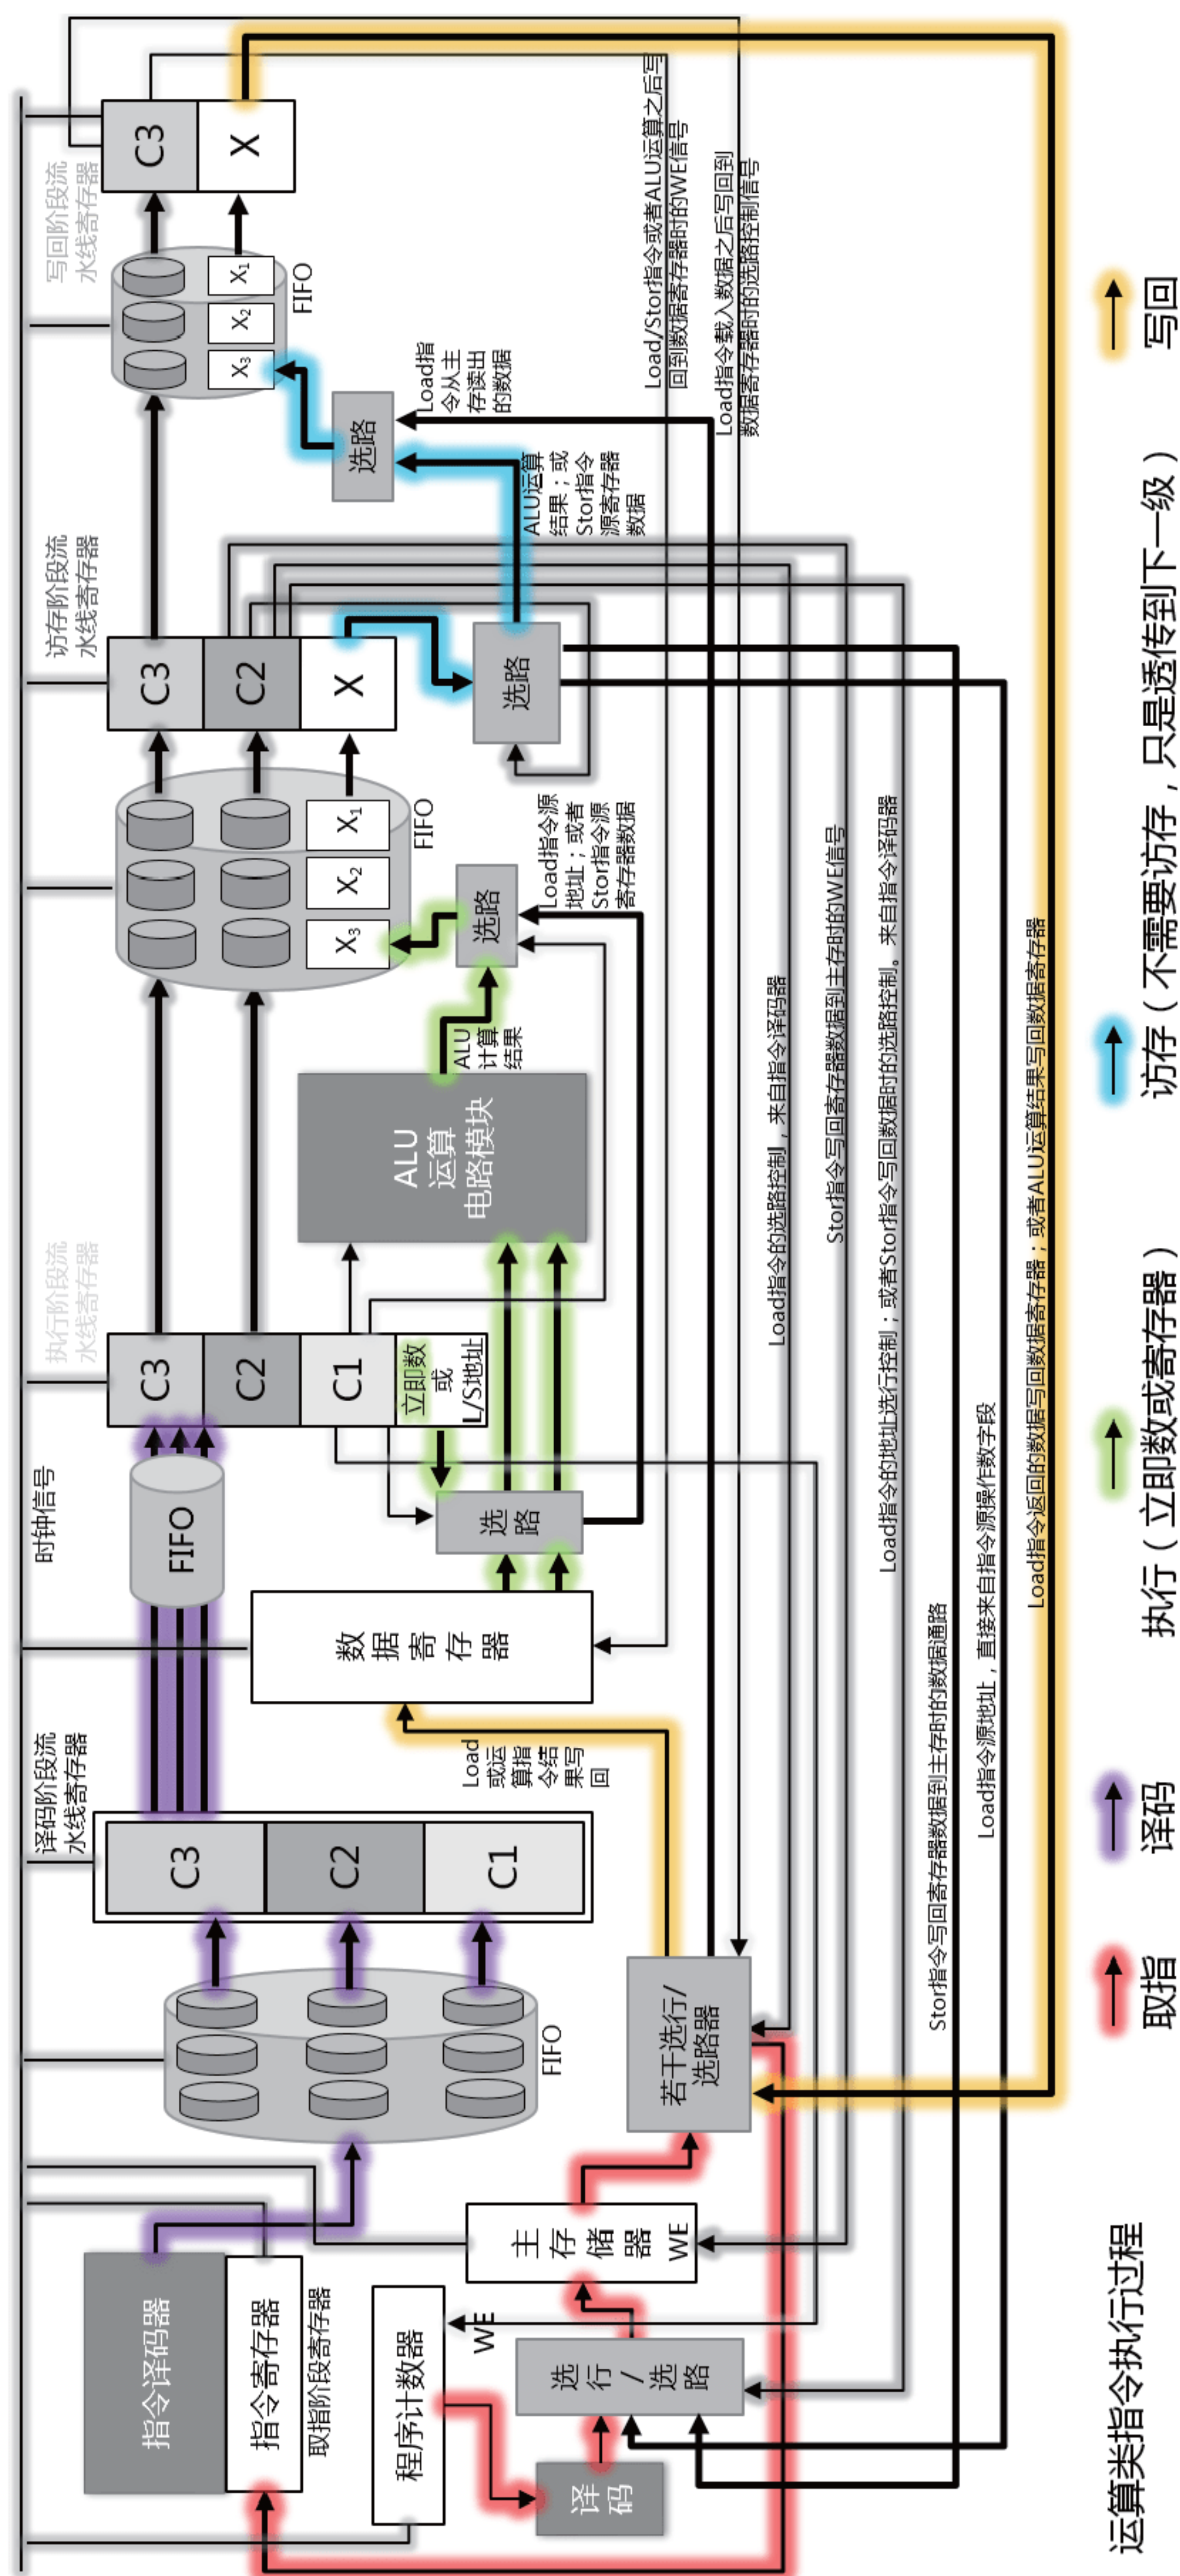 指令译码器
指令寄存器
取指阶段寄存器
程序计数器
WE
译
码
选
行
/
选
路
主
存
储
器
WE
若干选行/
选路器
FIFO
译码阶段流
水线寄存器
C3
C2
C1
Load
或运
算指
令结
果写
回
时钟信号
FIFO
数
据
寄
存
器
选
路
执行阶段流
水线寄存器
C3
C2
C1
立即数
或
L/S地址
ALU
运算
电路模块
ALU
计算
结果
选路
Load指令源
地址；或者
Stor指令源
寄存器数据
X3
X2
X1
FIFO
访存阶段流
水线寄存器
C3
C2
X
选路
ALU运算
结果；或
Stor指令
源寄存器
数据
选路
Load指
令从主
存读出
的数据
X3
X2
X1
FIFO
写回阶段流
水线寄存器
C3
X
Load/Stor指令或者ALU运算之后写
回到数据寄存器时的WE信号
Load指令载入数据之后写回到
数据寄存器时的选路控制信号
Load指令的选路控制，来自指令译码器
Stor指令写回寄存器数据到主存时的WE信号
Load指令的地址选行控制；或者Stor指令写回数据时的选路控制。来自指令译码器
Stor指令写回寄存器数据到主存时的数据通路
Load指令源地址，直接来自指令源操作数字段
Load指令返回的数据写回数据寄存器；或者ALU运算结果写回数据寄存器
运算类指令执行过程
取指
译码
执行（立即数或寄存器）
访存（不需要访存，只是透传到下一级）
写回